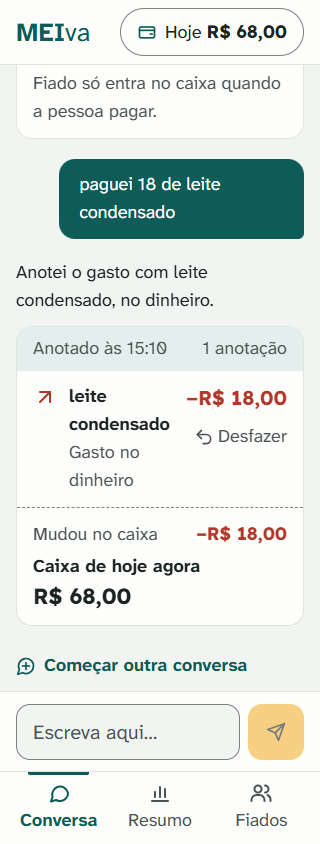 MEIva
Hoje R$ 68,00
Fiado só entra no caixa quando
a pessoa pagar.
paguei 18 de leite
condensado
Anotei o gasto com leite
condensado, no dinheiro.
Anotado às 15:10
1 anotação
leite
condensado
Gasto no
dinheiro
−R$ 18,00
Desfazer
Mudou no caixa
−R$ 18,00
Caixa de hoje agora
R$ 68,00
Começar outra conversa
Escreva aqui...
Conversa
Resumo
Fiados